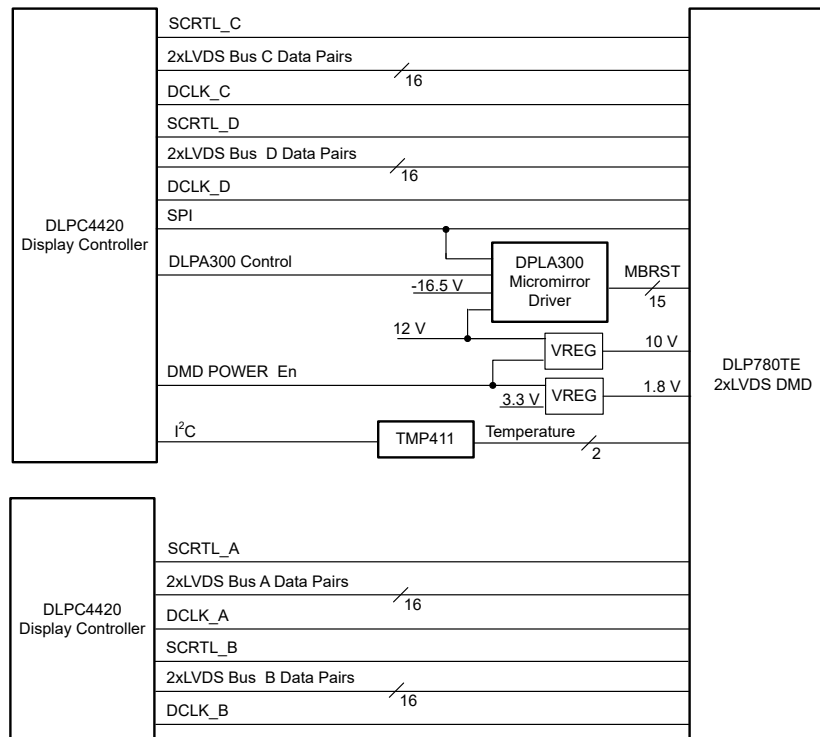 SCRTL_C
2xLVDS Bus C Data Pairs
16
DCLK_C
SCRTL_D
2xLVDS Bus  D Data Pairs
16
DCLK_D
DLPC4420
Display Controller
SPI
DLPA300 Control
DPLA300
Micromirror
Driver
-16.5 V
MBRST
15
12 V
VREG
10 V
DLP780TE
2xLVDS DMD
DMD POWER  En
3.3 V
VREG
1.8 V
I²C
TMP411
Temperature
2
SCRTL_A
2xLVDS Bus A Data Pairs
16
DLPC4420
Display Controller
DCLK_A
SCRTL_B
2xLVDS Bus  B Data Pairs
16
DCLK_B